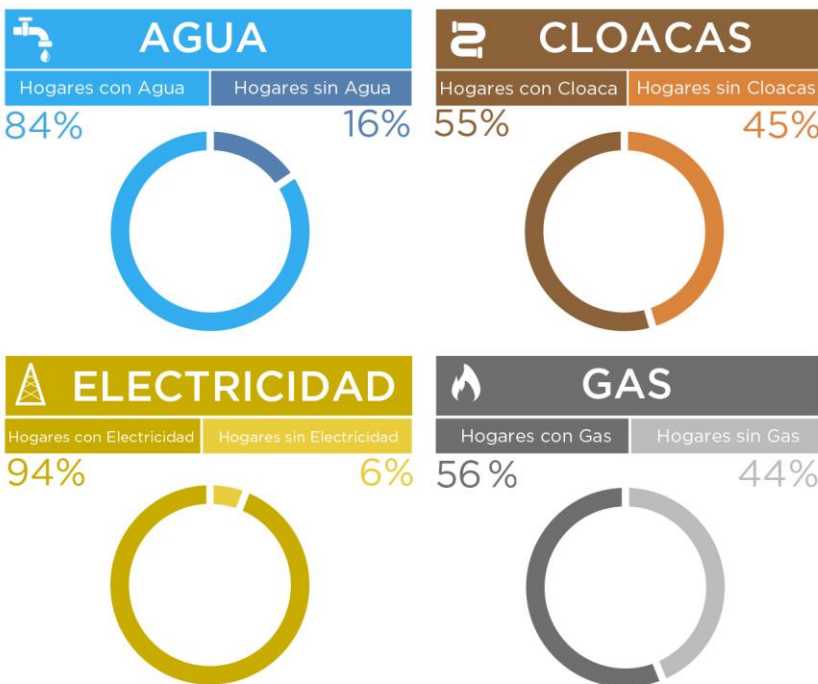 AGUA
Hogares con Agua
Hogares sin Agua
84%
16%
CLOACAS
Hogares con Cloaca
Hogares sin Cloacas
55%
45%
ELECTRICIDAD
Hogares con Electricidad
Hogares sin Electricidad
94%
6%
GAS
Hogares con Gas
Hogares sin Gas
56 %
44%